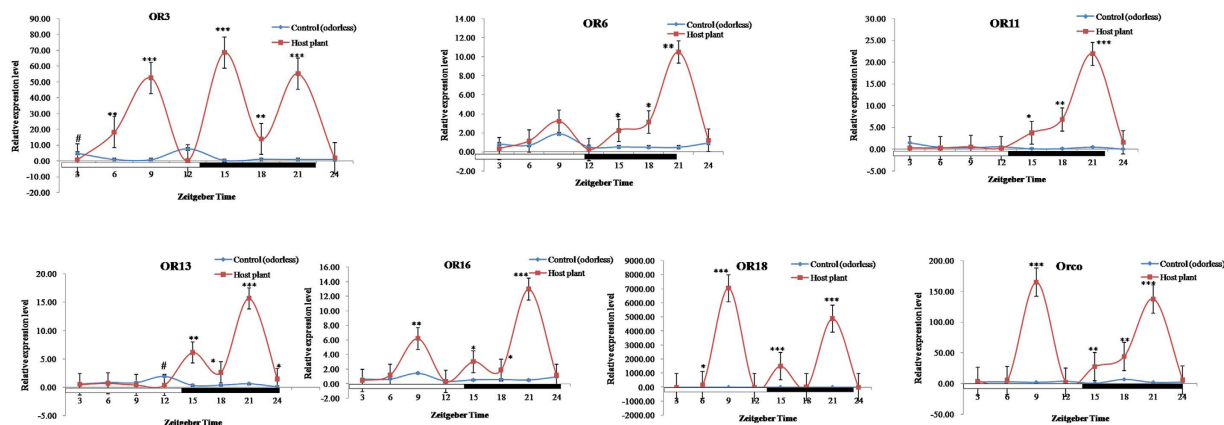 OR3
Control (odorless)
Host plant
Relative expression level
90.00
80.00
70.00
60.00
50.00
40.00
30.00
20.00
10.00
0.00
-10.00
-20.00
#
**
***
***
**
***
3 6 9 12 15 18 21 24
Zeitgeber Time
OR6
Control (odorless)
Host plant
Relative expression level
14.00
12.00
10.00
8.00
6.00
4.00
2.00
0.00
*
*
**
3 6 9 12 15 18 21 24
Zeitgeber Time
OR11
Control (odorless)
Host plant
Relative expression level
30.00
25.00
20.00
15.00
10.00
5.00
0.00
-5.00
*
**
***
3 6 9 12 15 18 21 24
Zeitgeber Time
OR13
Control (odorless)
Host plant
Relative expression level
20.00
15.00
10.00
5.00
0.00
-5.00
#
**
*
***
*
3 6 9 12 15 18 21 24
Zeitgeber Time
OR16
Control (odorless)
Host plant
Relative expression level
16.00
14.00
12.00
10.00
8.00
6.00
4.00
2.00
0.00
**
*
*
***
3 6 9 12 15 18 21 24
Zeitgeber Time
OR18
Control (odorless)
Host plant
Relative expression level
9000.00
8000.00
7000.00
6000.00
5000.00
4000.00
3000.00
2000.00
1000.00
0.00
-1000.00
-2000.00
*
***
***
***
3 6 9 12 15 18 21 24
Zeitgeber Time
Orco
Control (odorless)
Host plant
Relative expression level
200.00
150.00
100.00
50.00
0.00
-50.00
***
**
**
***
3 6 9 12 15 18 21 24
Zeitgeber Time